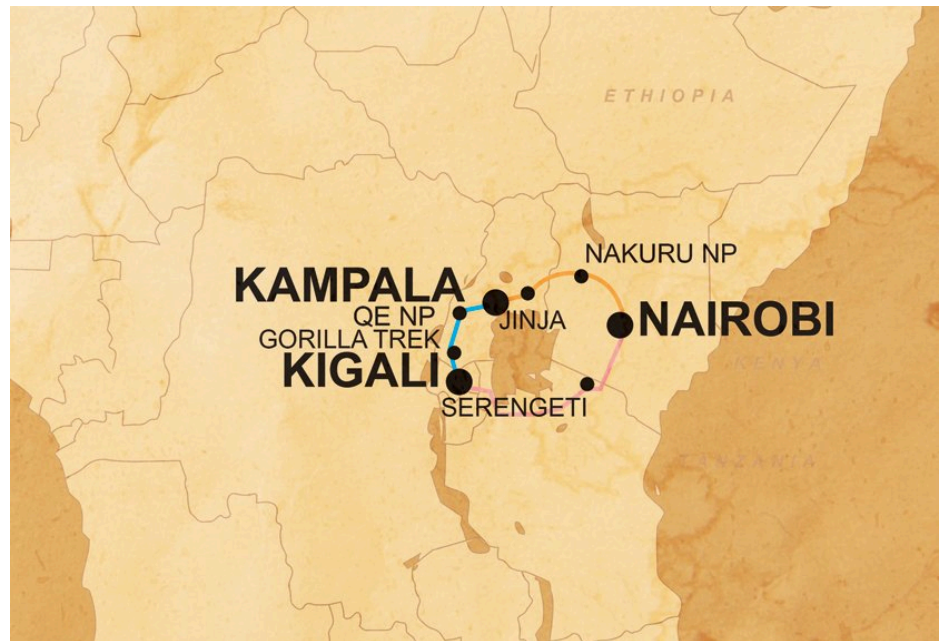 ETHIOPIA
NAKURU NP
KAMPALA
QE NP
JINJA
NAIROBI
GORILLA TREK
KENYA
KIGALI
SERENGETI
TANZANIA